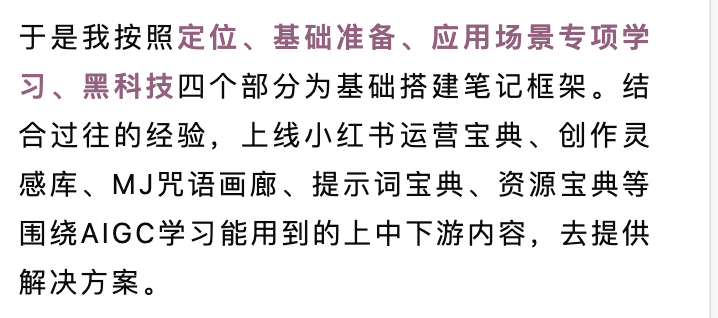 于是我按照定位、基础准备、应用场景专项学
习、黑科技四个部分为基础搭建笔记框架。结
合过往的经验，上线小红书运营宝典、创作灵
感库、MJ咒语画廊、提示词宝典、资源宝典等
围绕AIGC学习能用到的上中下游内容，去提供
解决方案。